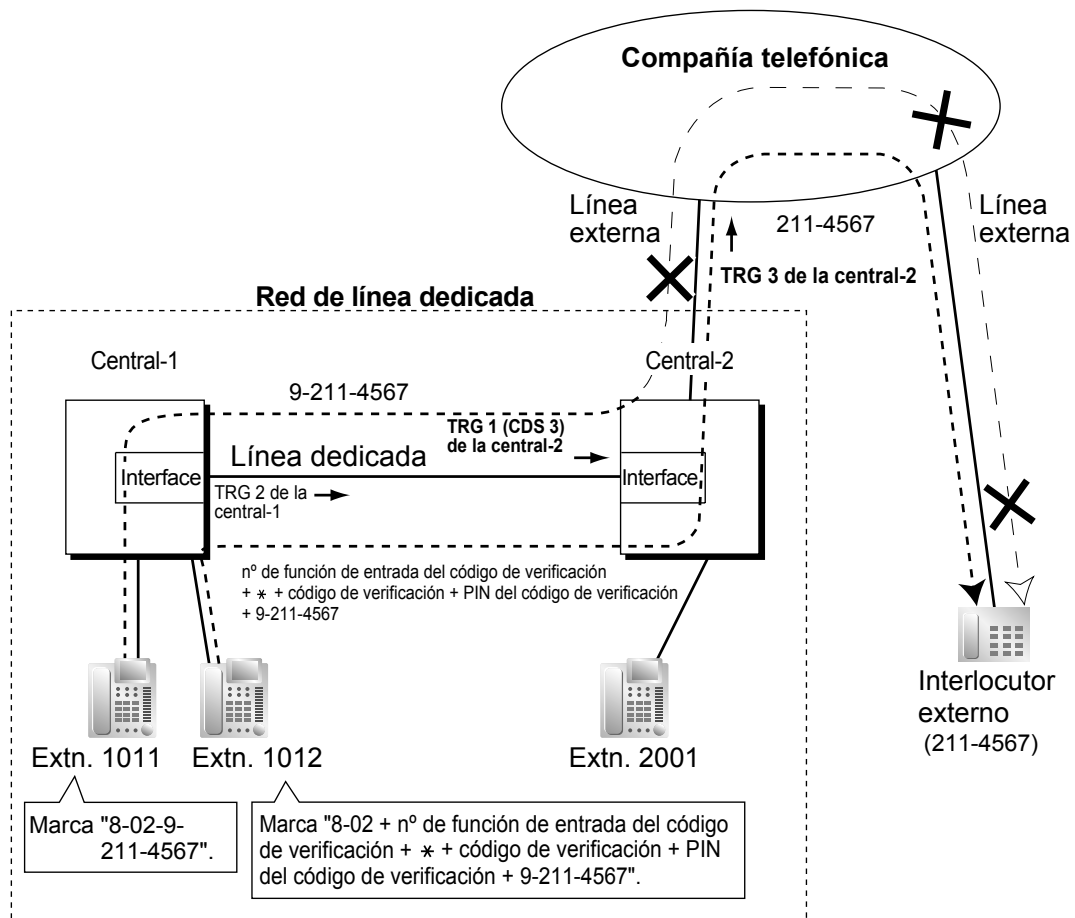 Compañía telefónica
Línea
externa
211-4567
Línea
externa
TRG 3 de la central-2
Red de línea dedicada
Central-1
Central-2
9-211-4567
TRG 1 (CDS 3)
de la central-2
Línea dedicada
Interface
Interface
TRG 2 de la
central-1
nº de función de entrada del código de verificación
+ * + código de verificación + PIN del código de verificación
+ 9-211-4567
Extn. 1011
Extn. 1012
Extn. 2001
Interlocutor
externo
(211-4567)
Marca "8-02-9-
211-4567".
Marca "8-02 + nº de función de entrada del código
de verificación + * + código de verificación + PIN
del código de verificación + 9-211-4567".